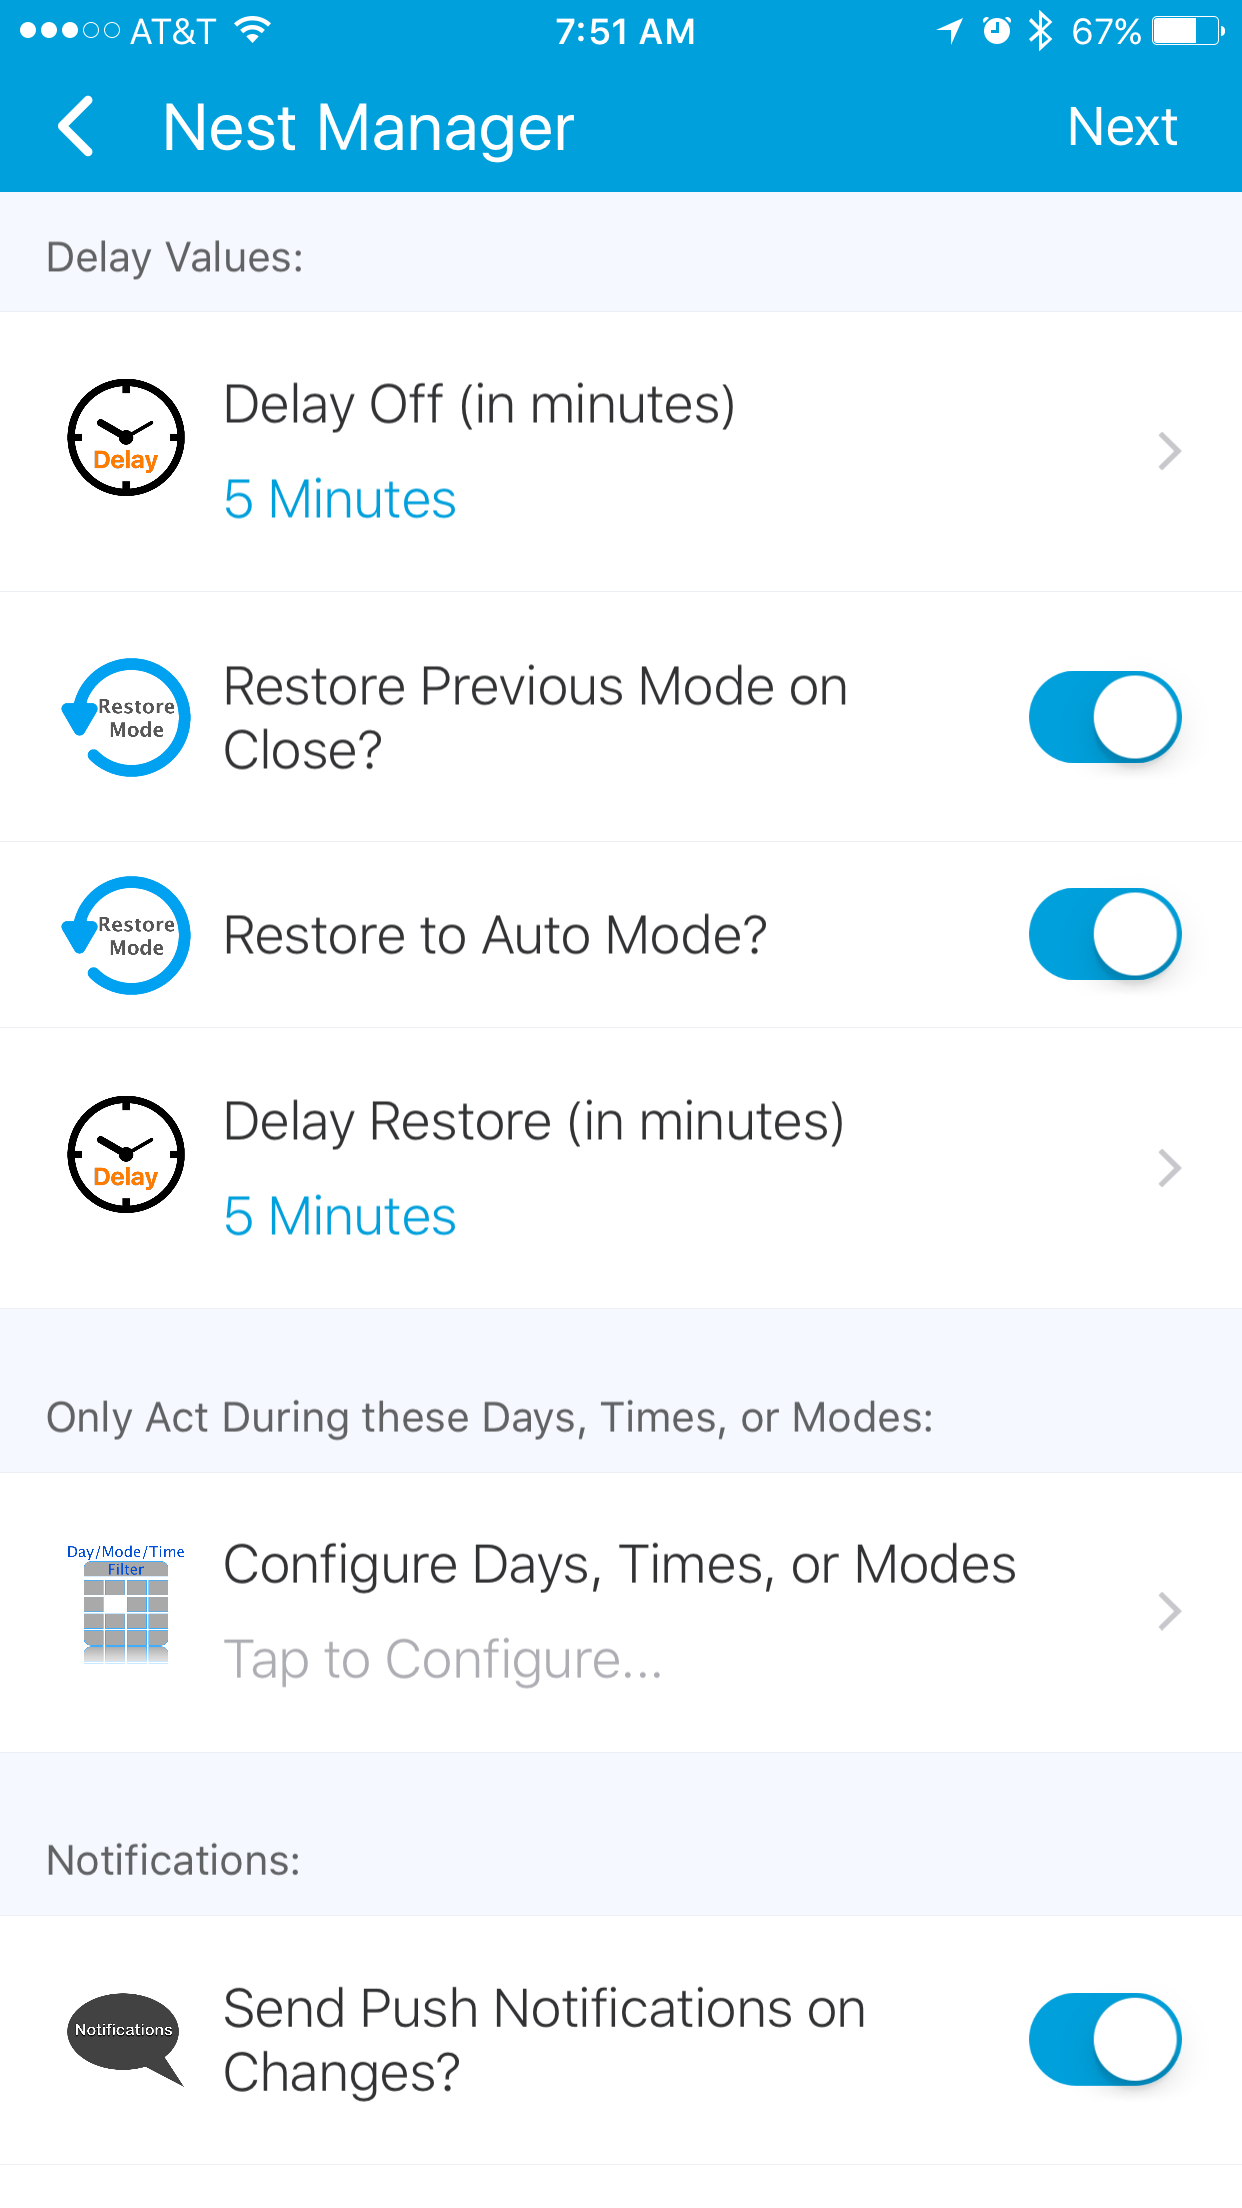 AT&T 7:51 AM 67%
Nest Manager Next
Delay Values:
Delay Off (in minutes)
Delay
5 Minutes
Restore Previous Mode on
Close?
Restore
Mode
Restore to Auto Mode?
Restore
Mode
Delay Restore (in minutes)
Delay
5 Minutes
Only Act During these Days, Times, or Modes:
Day/Mode/Time
Filter
Configure Days, Times, or Modes
Tap to Configure...
Notifications:
Notifications
Send Push Notifications on
Changes?